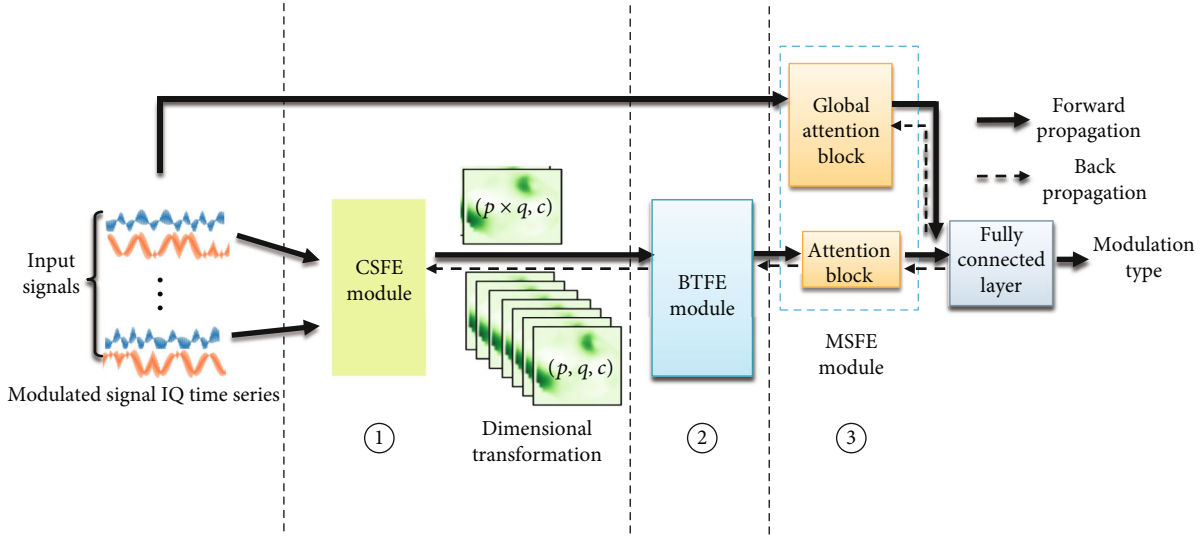 Input
signals
Modulated signal IQ time series
CSFE
module
①
(p × q, c)
(p, q, c)
Dimensional
transformation
BTFE
module
②
Global
attention
block
Attention
block
MSFE
module
③
Fully
connected
layer
Forward
propagation
Back
propagation
Modulation
type